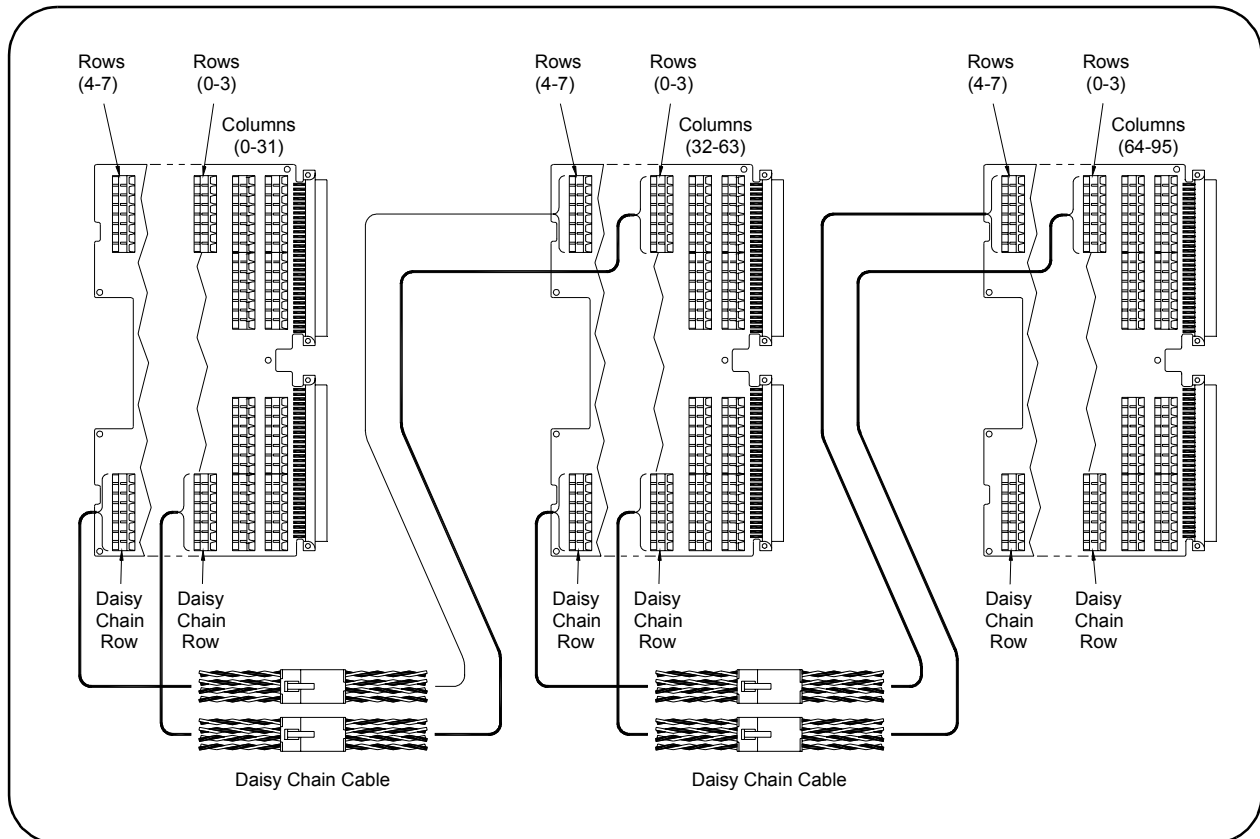 Rows
(4-7)
Rows
(0-3)
Columns
(0-31)
Rows
(4-7)
Rows
(0-3)
Columns
(32-63)
Rows
(4-7)
Rows
(0-3)
Columns
(64-95)
Daisy
Chain
Row
Daisy
Chain
Row
Daisy
Chain
Row
Daisy
Chain
Row
Daisy
Chain
Row
Daisy
Chain
Row
Daisy Chain Cable
Daisy Chain Cable